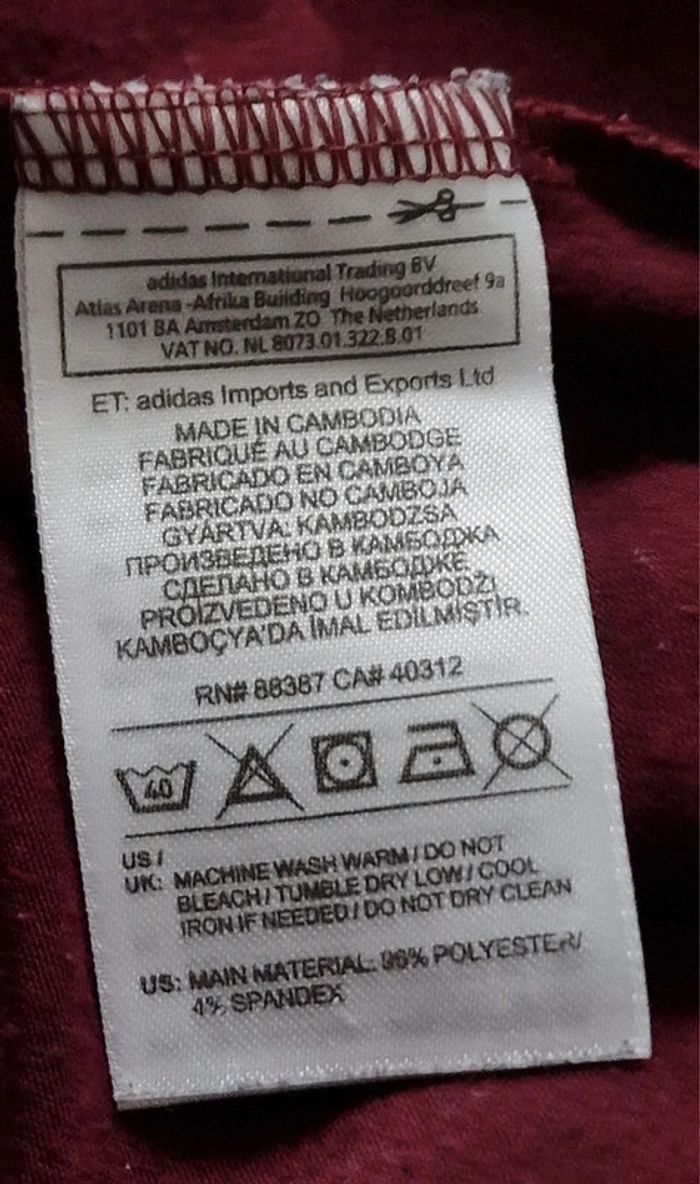 adidas International Trading BV
Atlas Arena -Afrika Building Hoogoorddreef 9a
1101 BA Amsterdam ZO The Netherlands
VAT NO. NL 8073.01.322.B.01
ET: adidas Imports and Exports Ltd
MADE IN CAMBODIA
FABRIQUÉ AU CAMBODGE
FABRICADO EN CAMBOYA
FABRICADO NO CAMBOJA
GYÁRTVA: KAMBODZSA
ПРОИЗВЕДЕНО В КАМБОДЖА
СДЕЛАНО В КАМБОДЖЕ.
PROIZVEDENO U KOMBODŽI
KAMBOÇYA'DA İMAL EDİLMİŞTİR.
RN# 88387 CA# 40312
40
US /
UK: MACHINE WASH WARM / DO NOT
BLEACH / TUMBLE DRY LOW / COOL
IRON IF NEEDED / DO NOT DRY CLEAN
US: MAIN MATERIAL: 96% POLYESTER/
4% SPANDEX